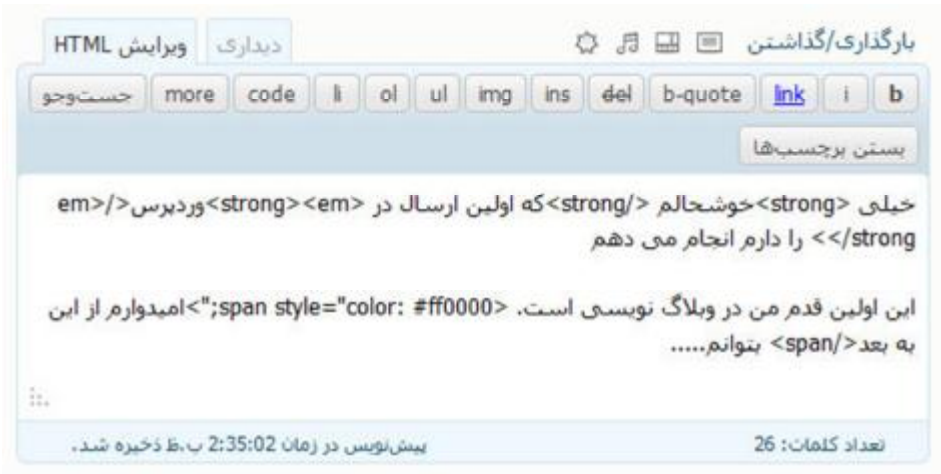 بارگذاری/گذاشتن دیداری ویرایش HTML
b i link b-quote del ins img ul ol li code more جست‌وجو
بستن برچسب‌ها
خیلی <strong>خوشحالم </strong>که اولین ارسال در <strong><em>وردپرس</em>
</strong> را دارم انجام می دهم
این اولین قدم من در وبلاگ نویسی است. <span style="color: #ff0000;">امیدوارم از این
به بعد</span> بتوانم.....
تعداد کلمات: 26 پیش‌نویس در زمان 2:35:02 ب.ظ ذخیره شد.